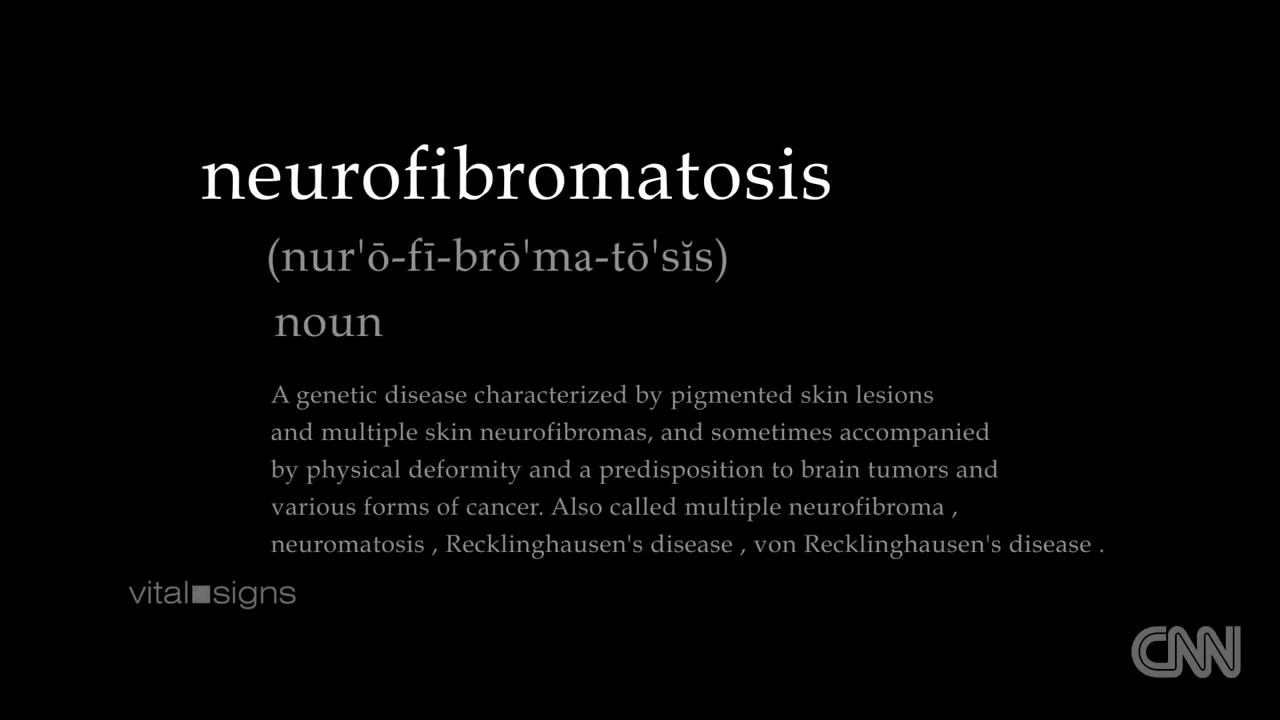 neurofibromatosis
(nur'ō-fī-brō'ma-tō'sĭs)
noun
A genetic disease characterized by pigmented skin lesions
and multiple skin neurofibromas, and sometimes accompanied
by physical deformity and a predisposition to brain tumors and
various forms of cancer. Also called multiple neurofibroma ,
neuromatosis , Recklinghausen's disease , von Recklinghausen's disease .
vital signs
CNN